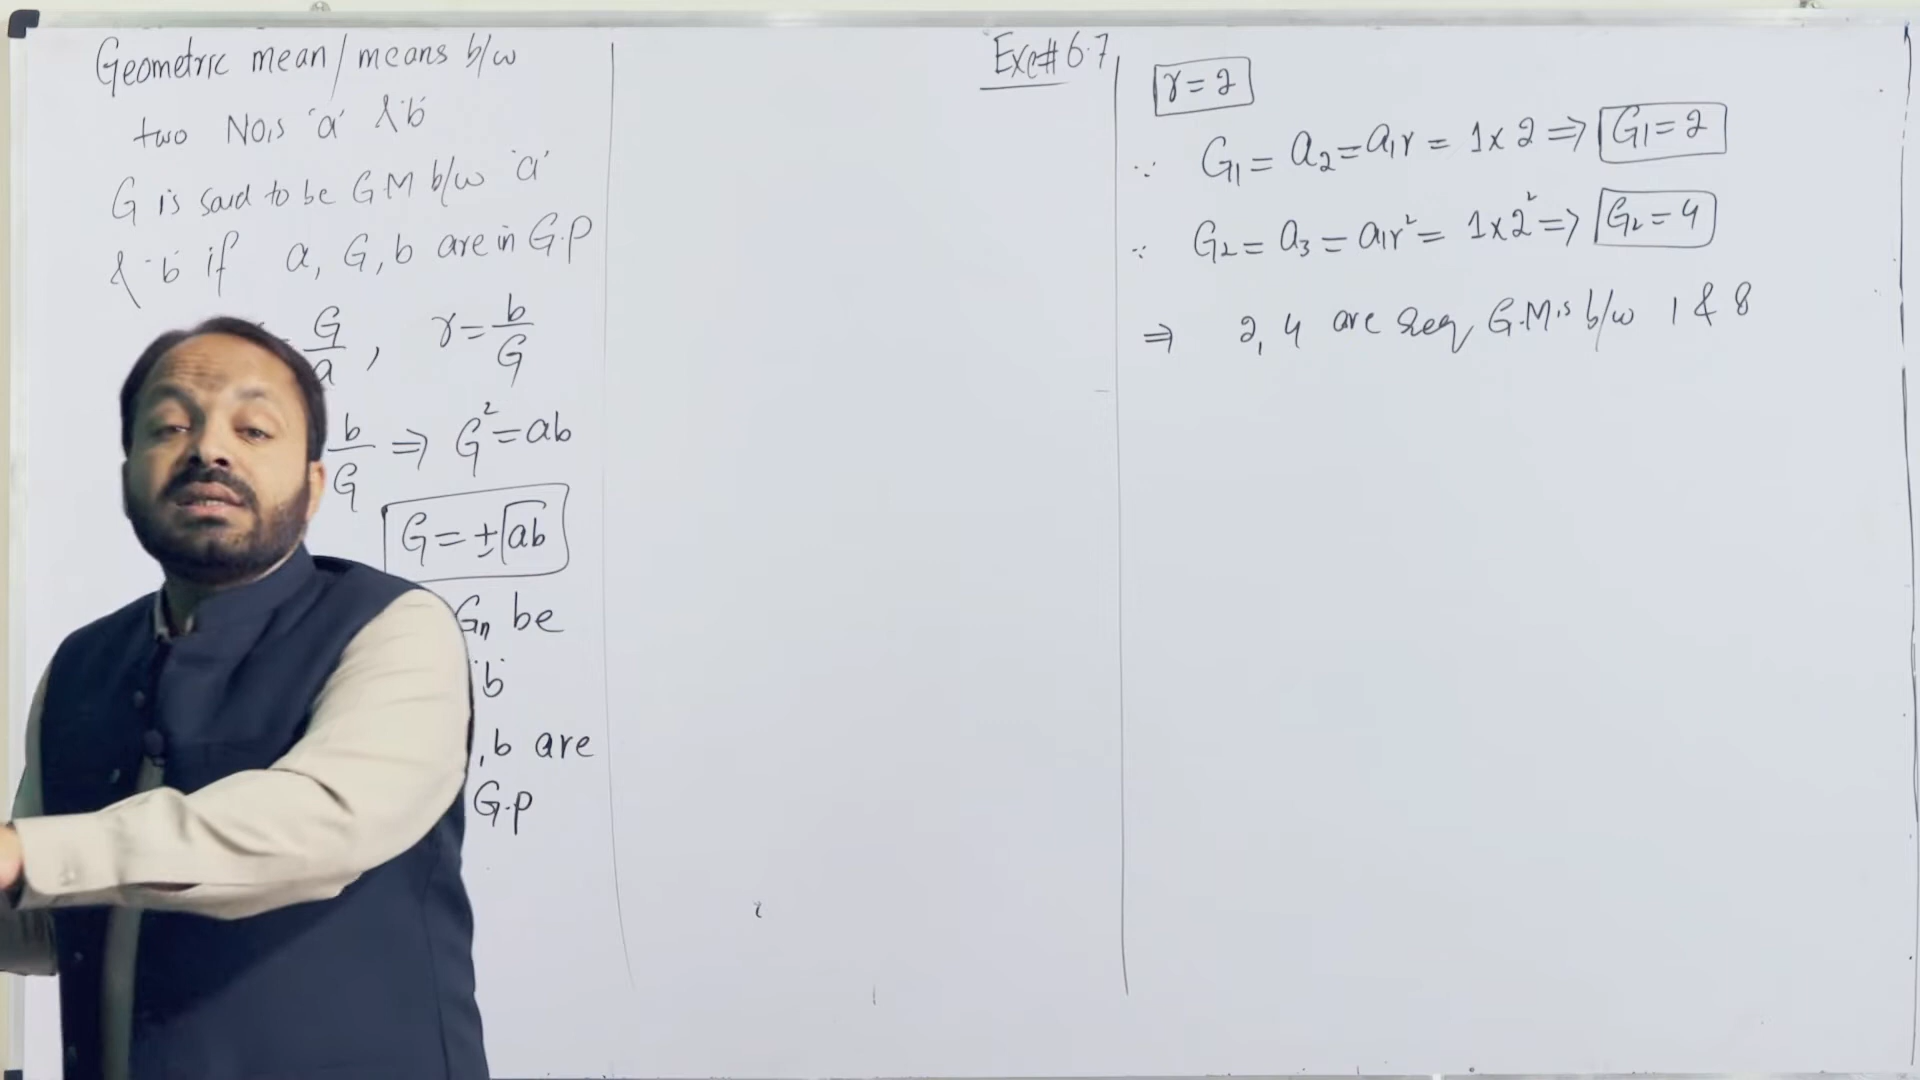 Geometric mean/means b/w
two No,s 'a' & 'b'
G is said to be G.M b/w 'a'
& 'b' if a, G, b are in G.P
G/a , r = b/G
b/G ⇒ G² = ab
G = ±√ab
Gn be
'b'
, b are
G.P
Exe# 6.7
r = 2
∵ G₁ = a₂ = a₁r = 1 x 2 ⇒ G₁ = 2
∵ G₂ = a₃ = a₁r² = 1 x 2² ⇒ G₂ = 4
⇒ 2, 4 are req G.M,s b/w 1 & 8